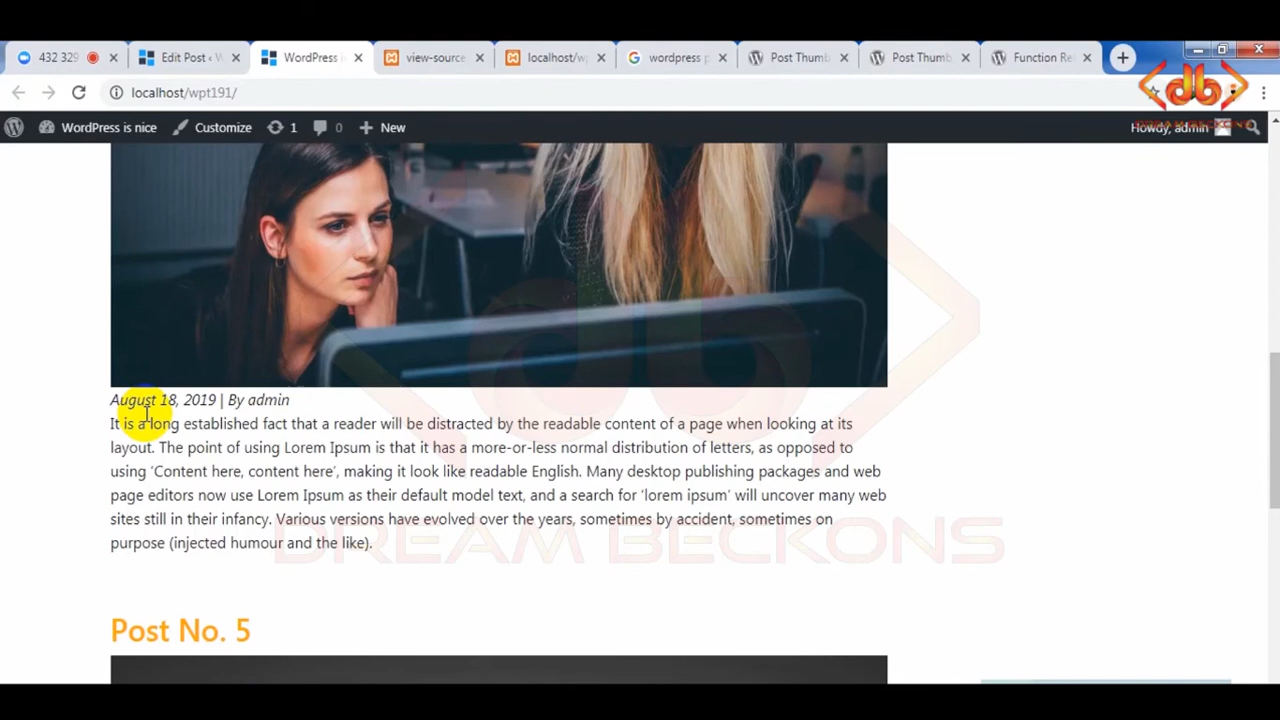 432 329
Edit Post ‹ W
WordPress is
view-source
localhost/wp
wordpress p
Post Thumb
Post Thumb
Function Re
localhost/wpt191/
WordPress is nice
Customize
1
0
New
Howdy, admin
db
DREAM BECKONS
August 18, 2019 | By admin
It is a long established fact that a reader will be distracted by the readable content of a page when looking at its
layout. The point of using Lorem Ipsum is that it has a more-or-less normal distribution of letters, as opposed to
using ‘Content here, content here’, making it look like readable English. Many desktop publishing packages and web
page editors now use Lorem Ipsum as their default model text, and a search for ‘lorem ipsum’ will uncover many web
sites still in their infancy. Various versions have evolved over the years, sometimes by accident, sometimes on
purpose (injected humour and the like).
db
DREAM BECKONS
Post No. 5